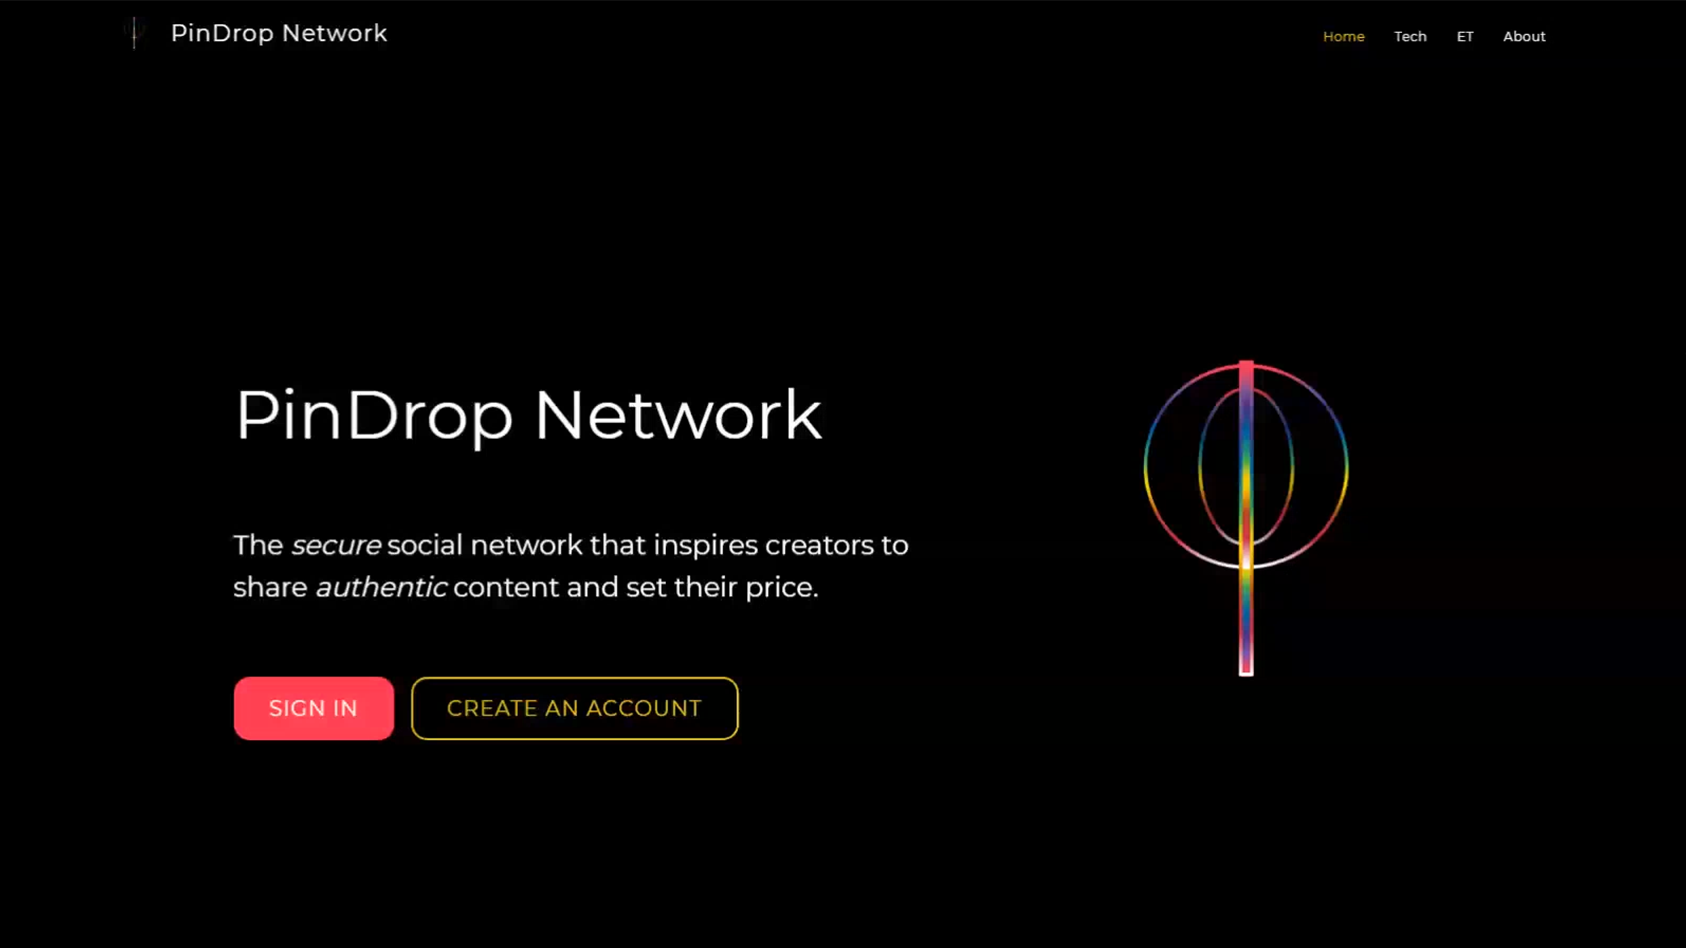 PinDrop Network
Home Tech ET About
PinDrop Network
The secure social network that inspires creators to
share authentic content and set their price.
SIGN IN CREATE AN ACCOUNT